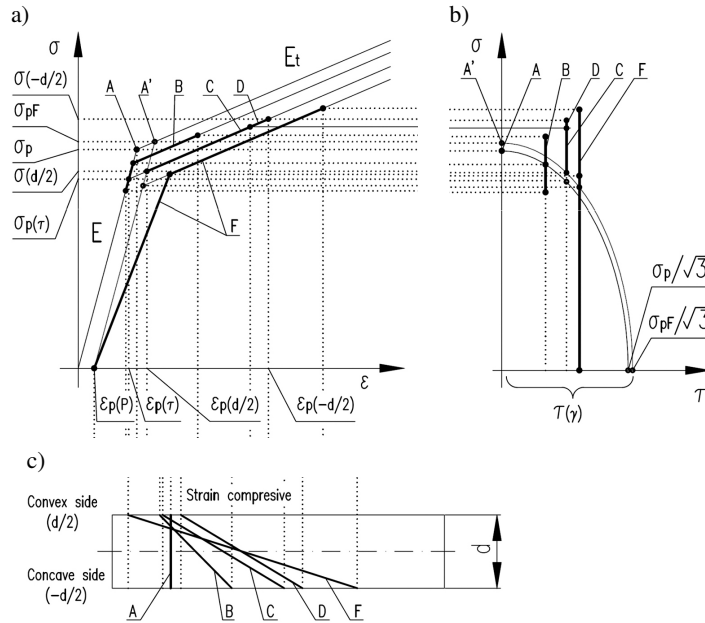 a)
σ
σ(-d/2)
σpF
σp
σ(d/2)
σp(τ)
A
A'
B
C
D
Et
E
F
ε
εp(P)
εp(τ)
εp(d/2)
εp(-d/2)
b)
σ
A'
A
B
D
C
F
σp/√3
σpF/√3
τ
τ(γ)
c)
Strain compresive
Convex side
(d/2)
Concave side
(-d/2)
A
B
C
D
F
d